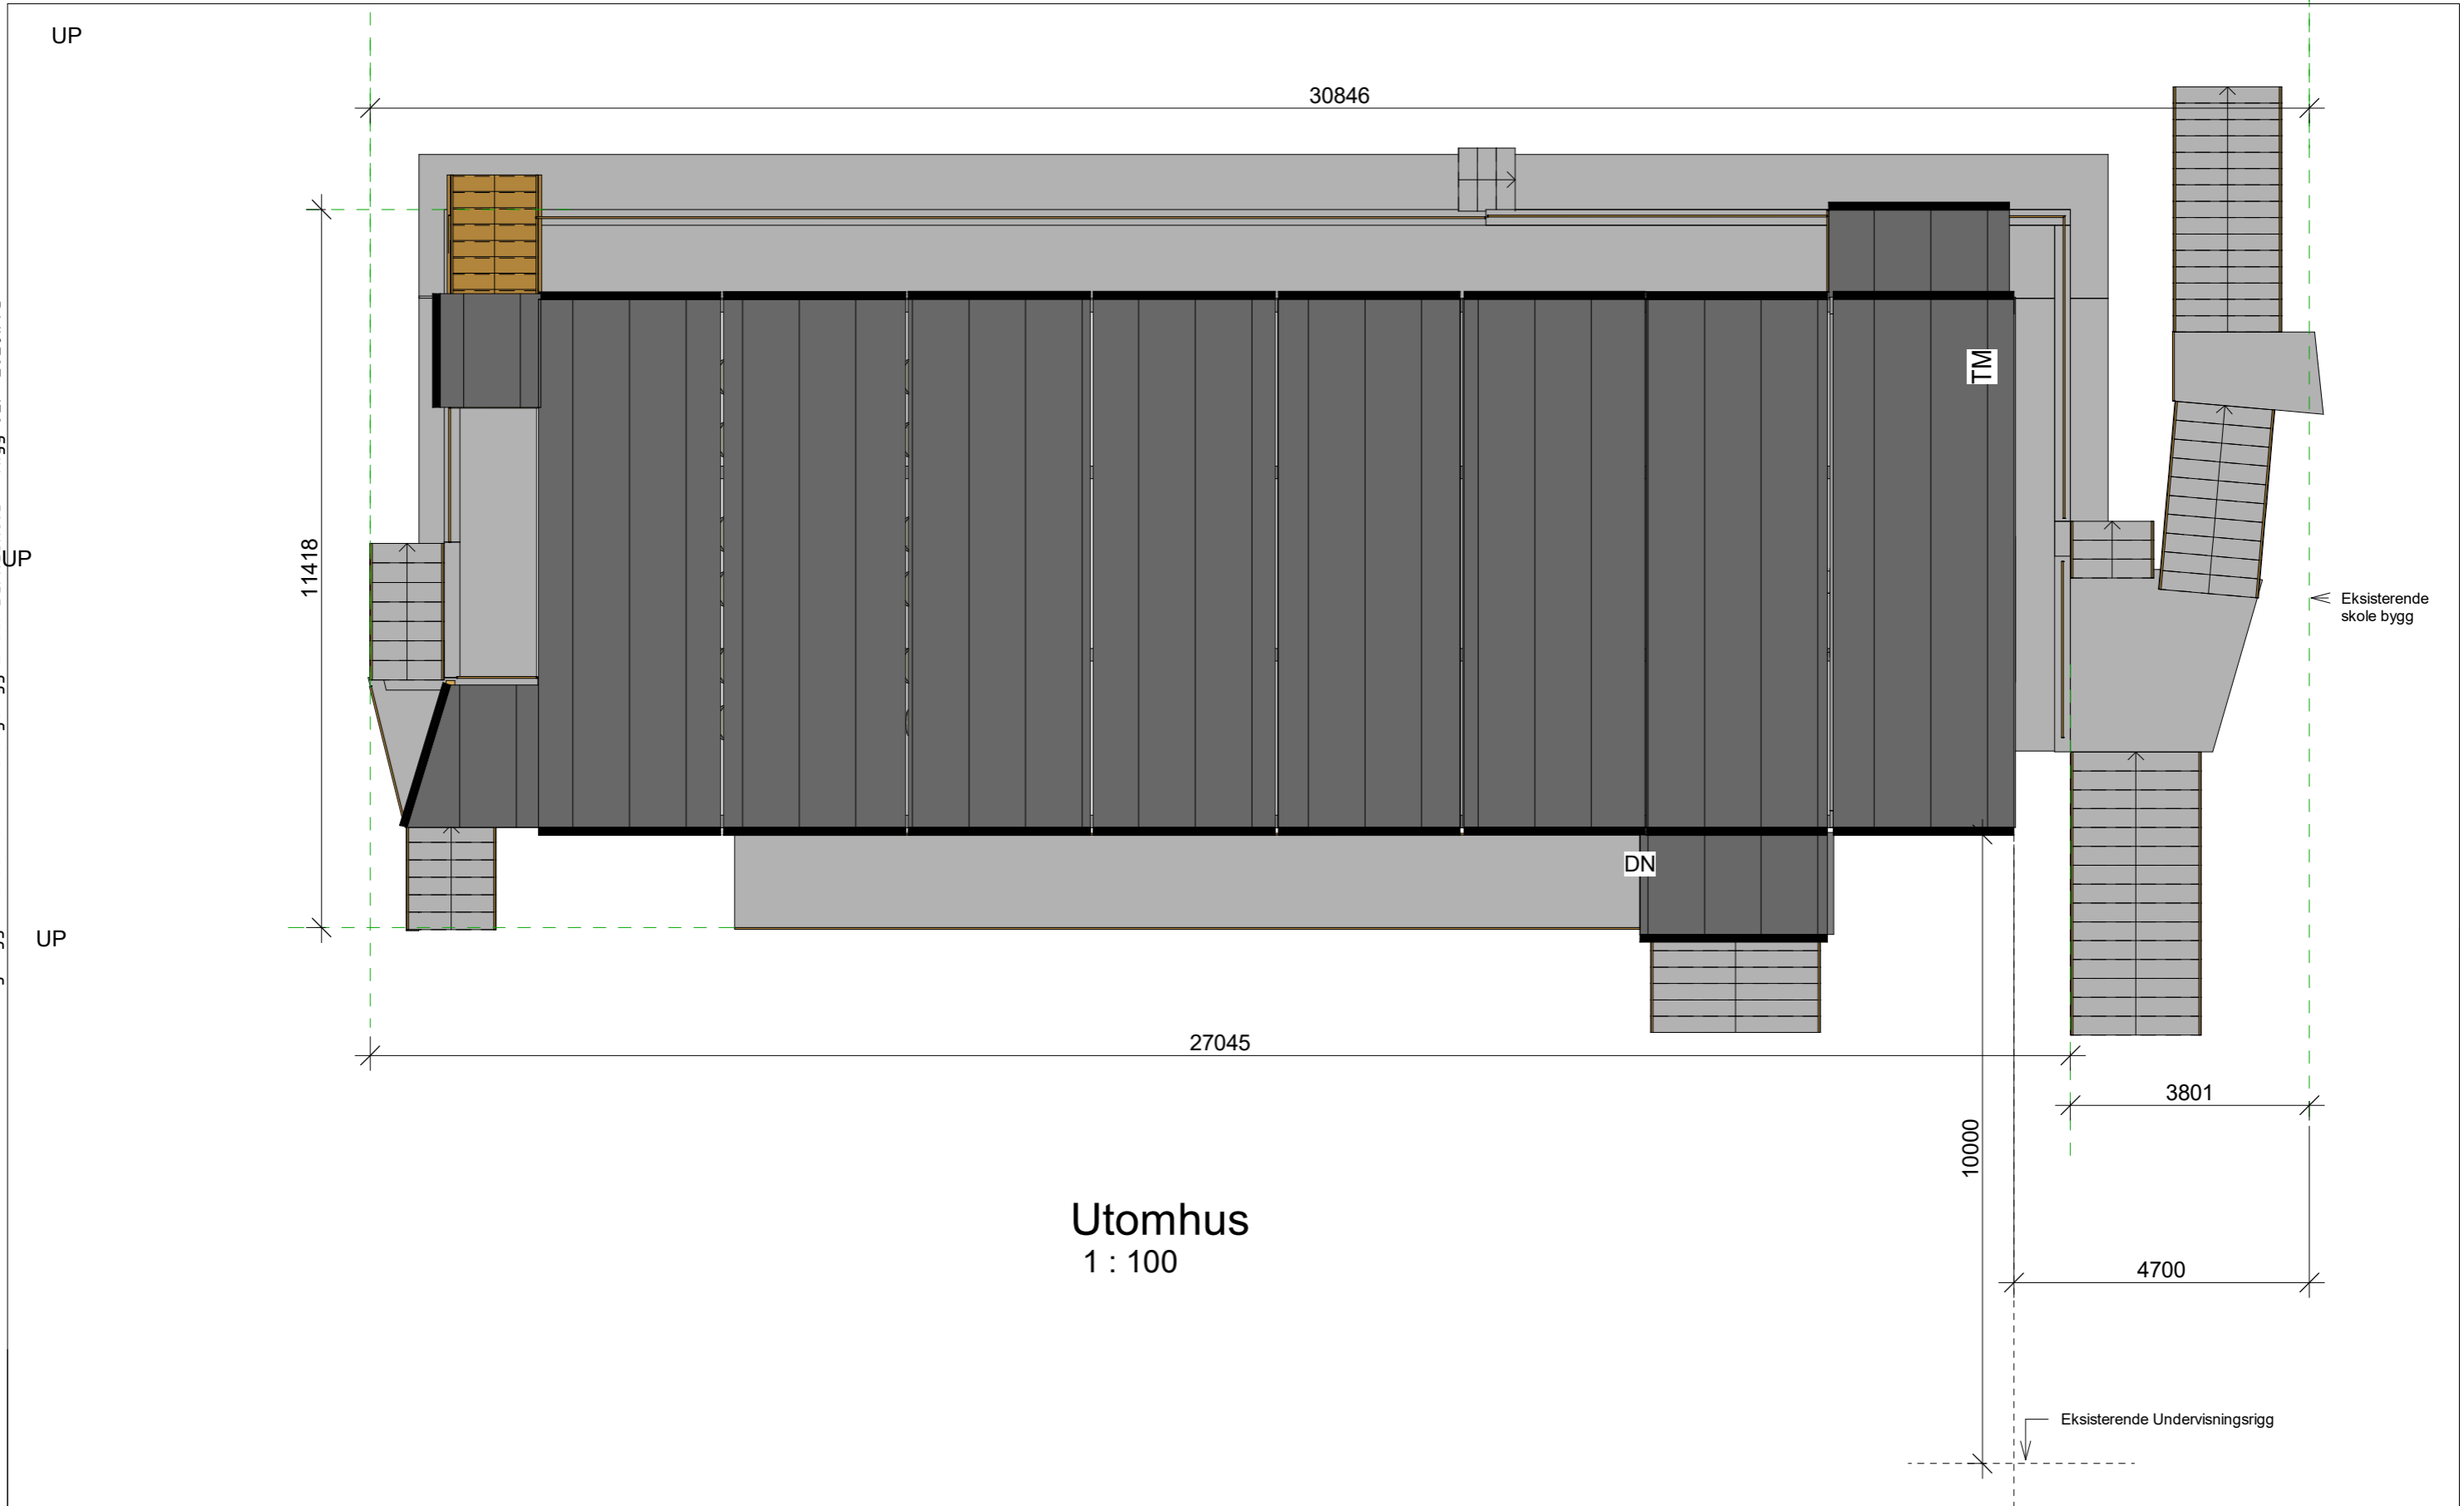 UP
30846
TM
11418
UP
Eksisterende
skole bygg
DN
UP
27045
3801
10000
Utomhus
1 : 100
4700
Eksisterende Undervisningsrigg